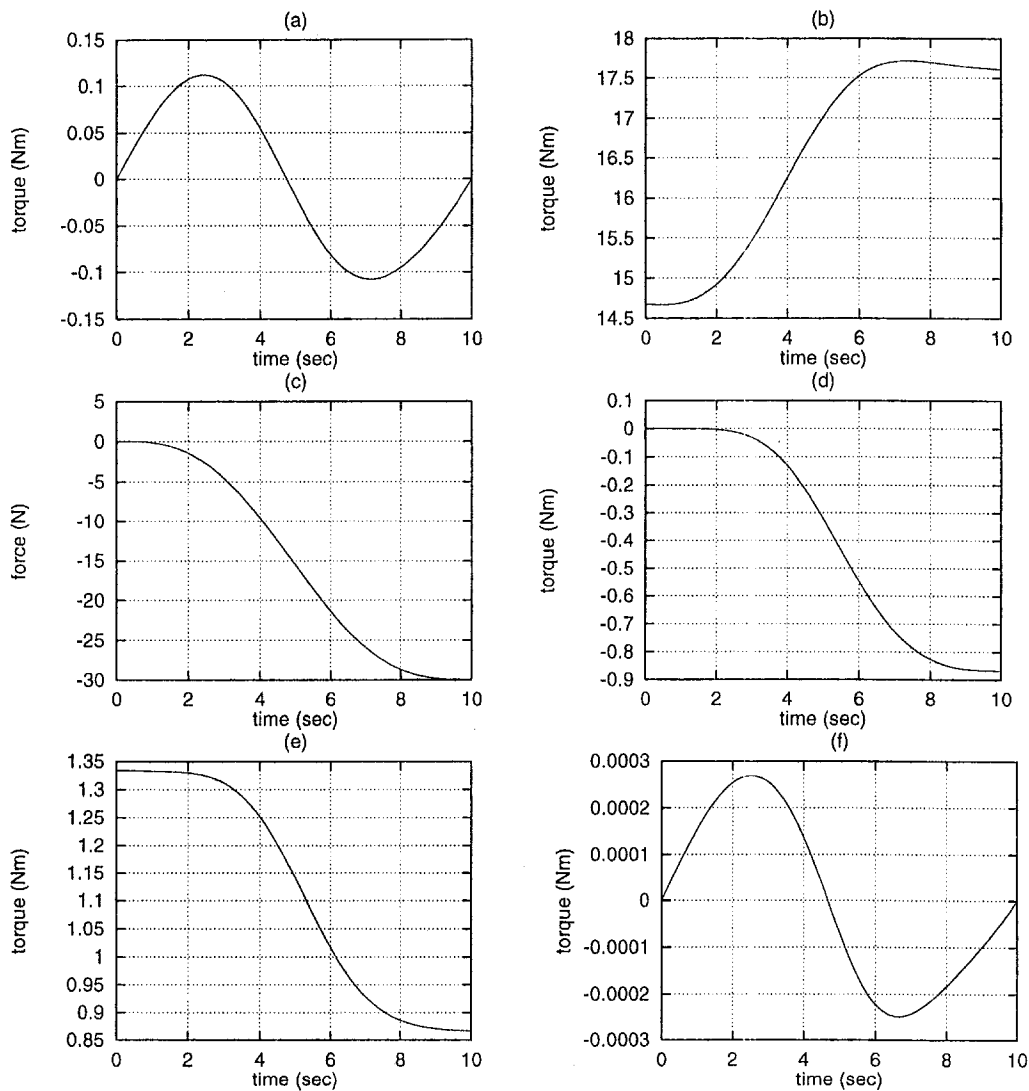 (a)
0.15
0.1
0.05
0
-0.05
-0.1
-0.15
torque (Nm)
0 2 4 6 8 10
time (sec)
(b)
18
17.5
17
16.5
16
15.5
15
14.5
torque (Nm)
0 2 4 6 8 10
time (sec)
(c)
5
0
-5
-10
-15
-20
-25
-30
force (N)
0 2 4 6 8 10
time (sec)
(d)
0.1
0
-0.1
-0.2
-0.3
-0.4
-0.5
-0.6
-0.7
-0.8
-0.9
torque (Nm)
0 2 4 6 8 10
time (sec)
(e)
1.35
1.3
1.25
1.2
1.15
1.1
1.05
1
0.95
0.9
0.85
torque (Nm)
0 2 4 6 8 10
time (sec)
(f)
0.0003
0.0002
0.0001
0
-0.0001
-0.0002
-0.0003
torque (Nm)
0 2 4 6 8 10
time (sec)